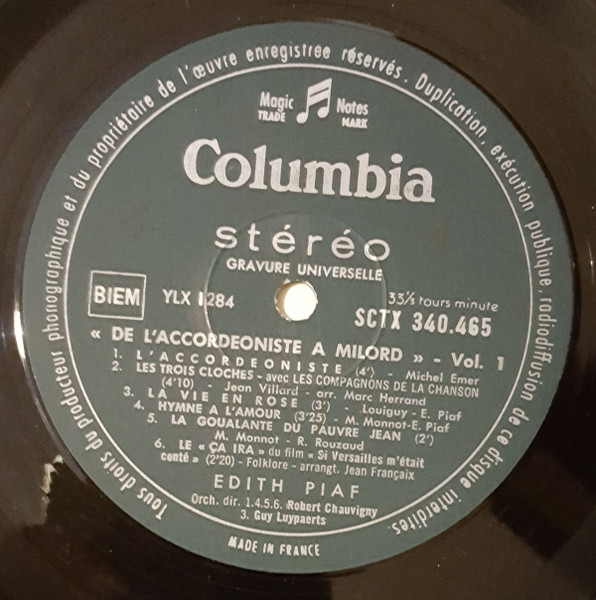 Tous droits du producteur phonographique et du propriétaire de l'œuvre enregistree réservés. Duplication, exécution publique, radiodiffusion de ce disque interdites.
Magic Notes
TRADE MARK
Columbia
stéréo
GRAVURE UNIVERSELLE
BIEM YLX 1284
33⅓ tours minute
SCTX 340.465
« DE L'ACCORDEONISTE A MILORD » - Vol. 1
1. L'ACCORDEONISTE (4') - Michel Emer
2. LES TROIS CLOCHES - avec LES COMPAGNONS DE LA CHANSON
(4'10) - Jean Villard - arr. Marc Herrand
3. LA VIE EN ROSE (3') - Louiguy - E. Piaf
4. HYMNE A L'AMOUR (3'25) - M. Monnot-E. Piaf
5. LA GOUALANTE DU PAUVRE JEAN (2')
M. Monnot - R. Rouzaud
6. LE « ÇA IRA » du film « Si Versailles m'était
conté » (2'20) - Folklore - arrangt. Jean Françaix
EDITH PIAF
Orch. dir. 1.4.5.6. Robert Chauvigny
3. Guy Luypaerts
MADE IN FRANCE